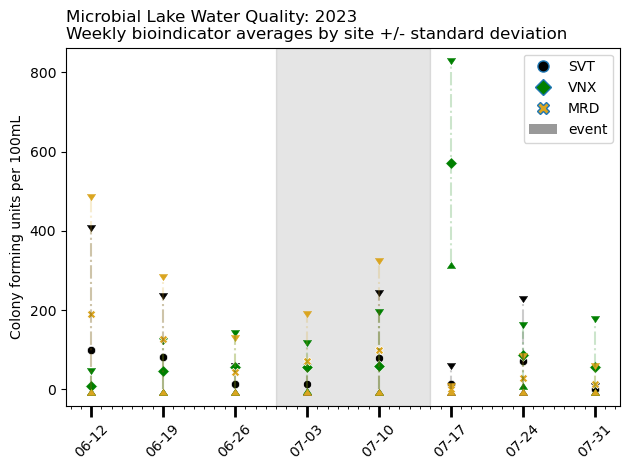 Microbial Lake Water Quality: 2023
Weekly bioindicator averages by site +/- standard deviation
Colony forming units per 100mL
800
600
400
200
0
SVT
VNX
MRD
event
06-12
06-19
06-26
07-03
07-10
07-17
07-24
07-31